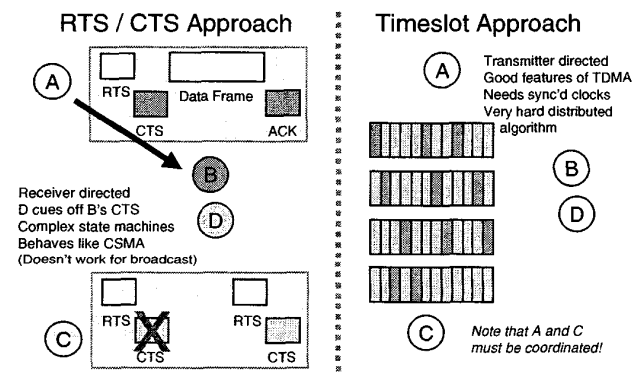 RTS / CTS Approach
A
RTS
Data Frame
CTS
ACK
B
Receiver directed
D cues off B's CTS
Complex state machines
Behaves like CSMA
(Doesn't work for broadcast)
D
C
RTS
RTS
CTS
CTS
Timeslot Approach
A
Transmitter directed
Good features of TDMA
Needs sync'd clocks
Very hard distributed
algorithm
B
D
C
Note that A and C
must be coordinated!